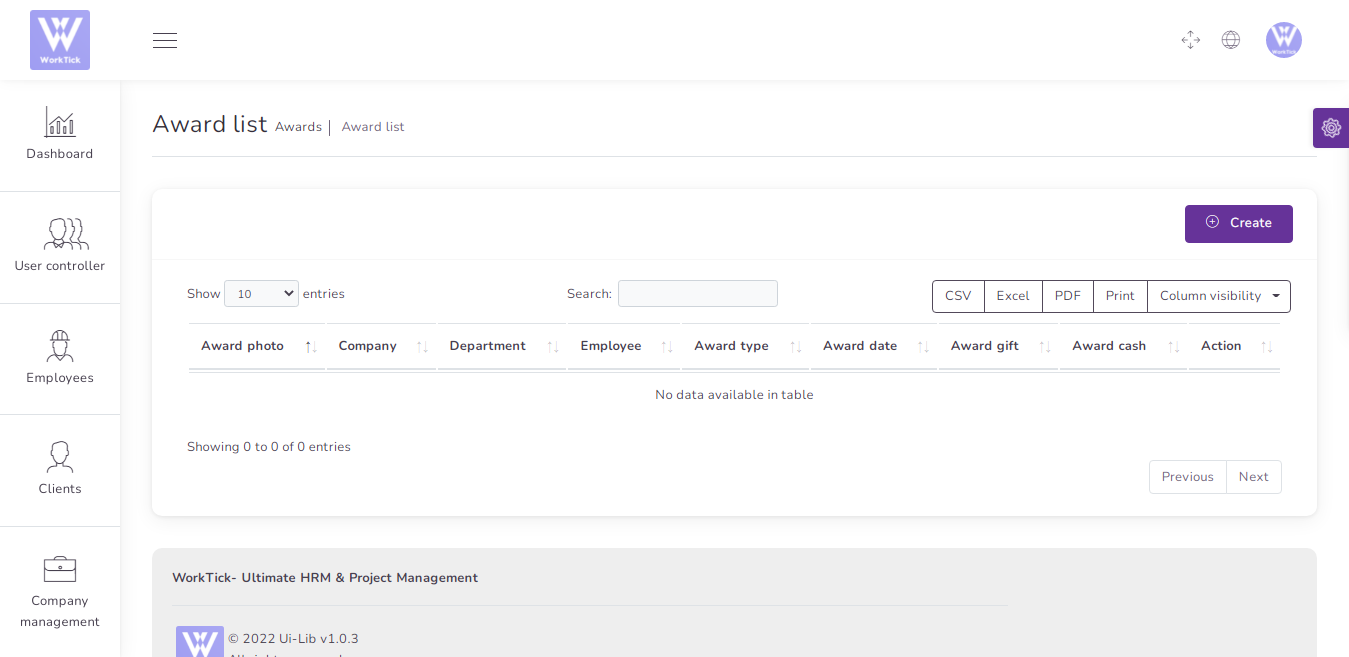 WorkTick
Award list Awards | Award list
Dashboard
User controller
Employees
Clients
Company
management
Create
Show 10 entries
Search:
CSV Excel PDF Print Column visibility
Award photo Company Department Employee Award type Award date Award gift Award cash Action
No data available in table
Showing 0 to 0 of 0 entries
Previous Next
WorkTick- Ultimate HRM & Project Management
© 2022 Ui-Lib v1.0.3